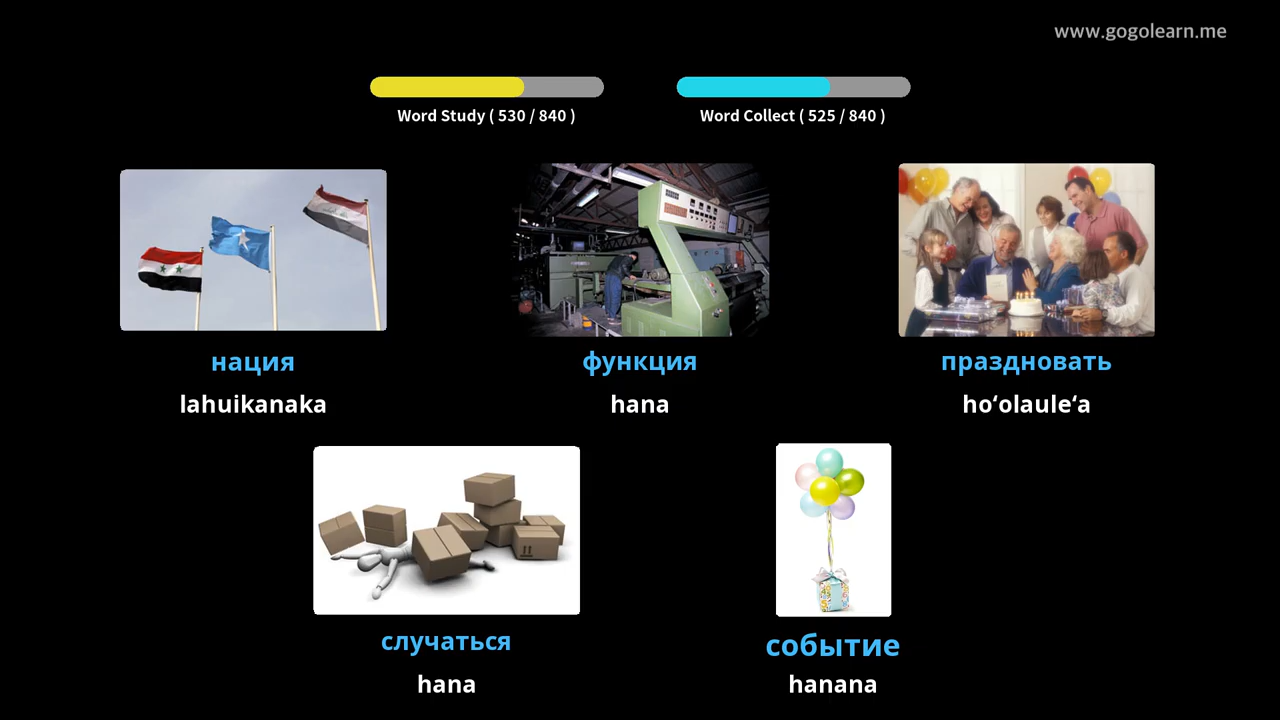 www.gogolearn.me
Word Study ( 530 / 840 )
Word Collect ( 525 / 840 )
нация
функция
праздновать
lahuikanaka
hana
hoʻolauleʻa
случаться
событие
hana
hanana